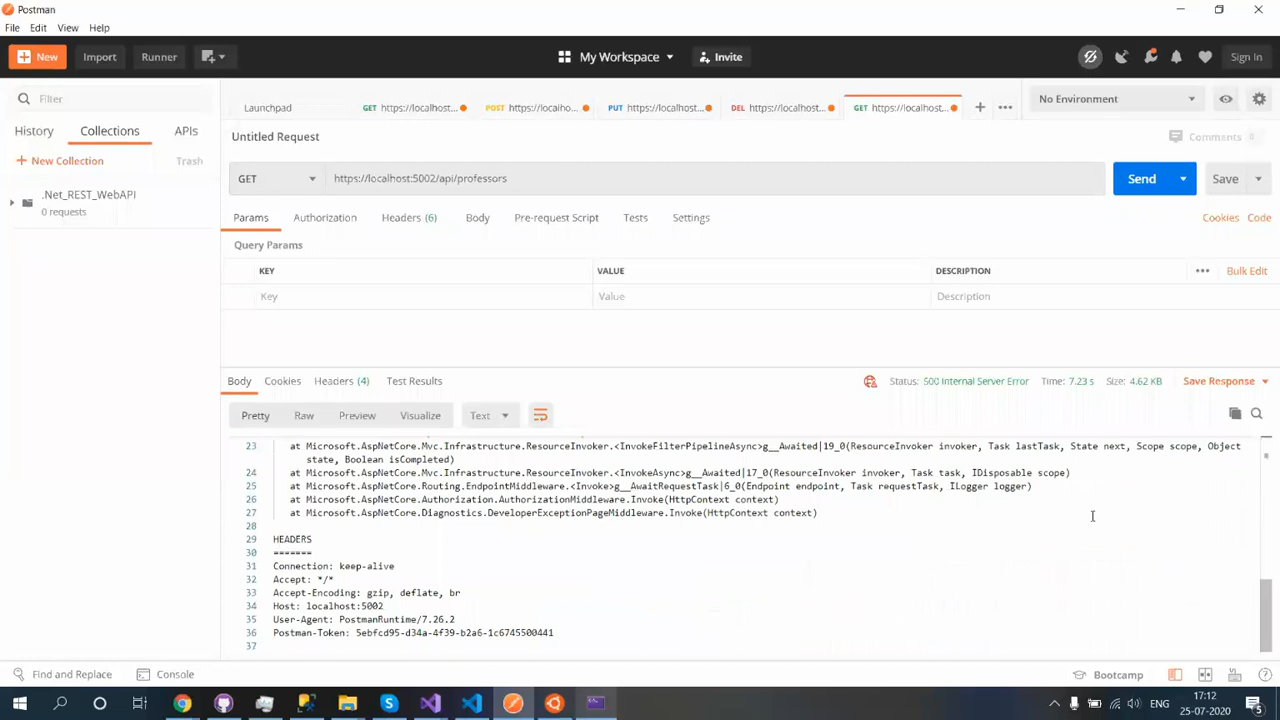 Postman
File Edit View Help
New Import Runner My Workspace Invite Sign In
Filter
History Collections APIs
+ New Collection Trash
.Net_REST_WebAPI
0 requests
Launchpad GET https://localhost... POST https://localho... PUT https://localhost... DEL https://localhost... GET https://localhost... + ••• No Environment
Untitled Request Comments 0
GET https://localhost:5002/api/professors Send Save
Params Authorization Headers (6) Body Pre-request Script Tests Settings Cookies Code
Query Params
KEY VALUE DESCRIPTION ••• Bulk Edit
Key Value Description
Body Cookies Headers (4) Test Results Status: 500 Internal Server Error Time: 7.23 s Size: 4.62 KB Save Response
Pretty Raw Preview Visualize Text
23 at Microsoft.AspNetCore.Mvc.Infrastructure.ResourceInvoker.<InvokeFilterPipelineAsync>g__Awaited|19_0(ResourceInvoker invoker, Task lastTask, State next, Scope scope, Object
state, Boolean isCompleted)
24 at Microsoft.AspNetCore.Mvc.Infrastructure.ResourceInvoker.<InvokeAsync>g__Awaited|17_0(ResourceInvoker invoker, Task task, IDisposable scope)
25 at Microsoft.AspNetCore.Routing.EndpointMiddleware.<Invoke>g__AwaitRequestTask|6_0(Endpoint endpoint, Task requestTask, ILogger logger)
26 at Microsoft.AspNetCore.Authorization.AuthorizationMiddleware.Invoke(HttpContext context)
27 at Microsoft.AspNetCore.Diagnostics.DeveloperExceptionPageMiddleware.Invoke(HttpContext context)
28
29 HEADERS
30 =======
31 Connection: keep-alive
32 Accept: */*
33 Accept-Encoding: gzip, deflate, br
34 Host: localhost:5002
35 User-Agent: PostmanRuntime/7.26.2
36 Postman-Token: 5ebfcd95-d34a-4f39-b2a6-1c6745500441
37
Find and Replace Console Bootcamp
ENG 17:12
25-07-2020 5